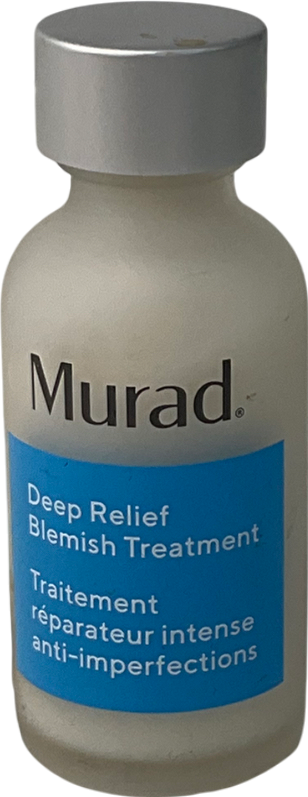 Murad®
Deep Relief
Blemish Treatment
Traitement
réparateur intense
anti-imperfections